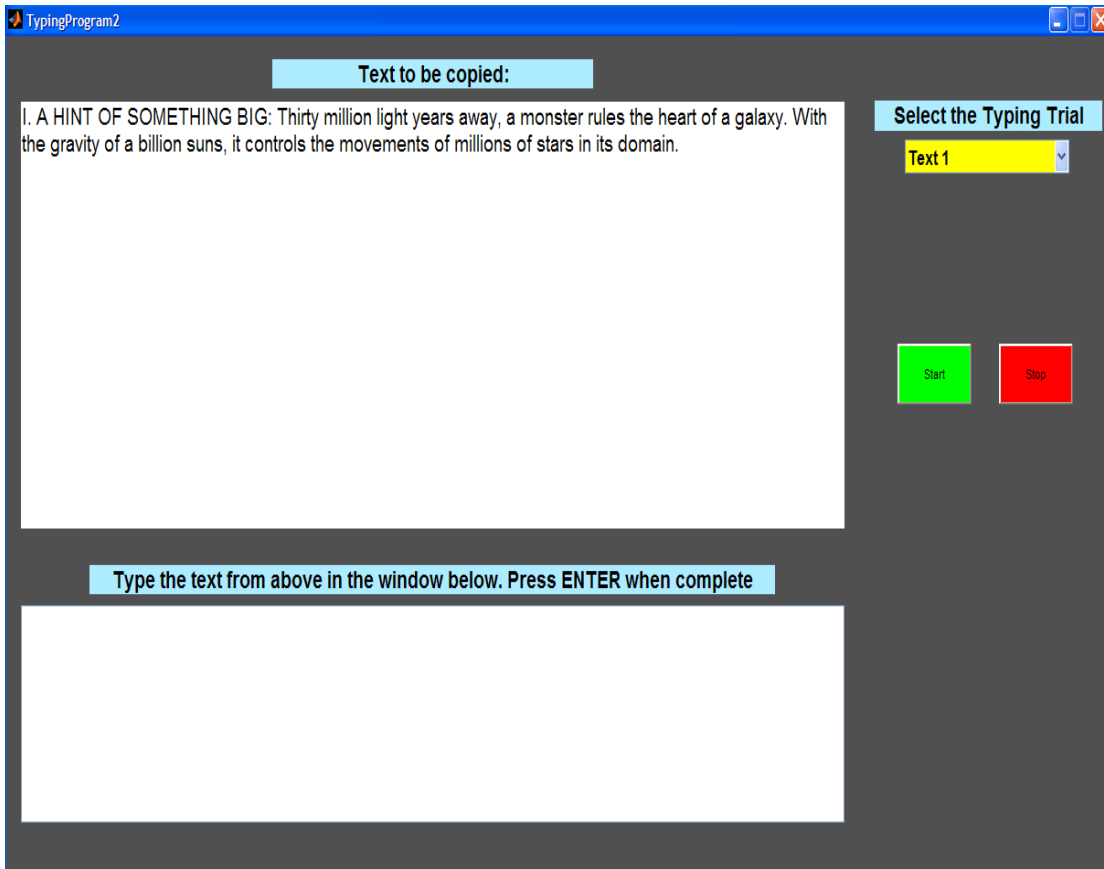 TypingProgram2
Text to be copied:
I. A HINT OF SOMETHING BIG: Thirty million light years away, a monster rules the heart of a galaxy. With
the gravity of a billion suns, it controls the movements of millions of stars in its domain.
Select the Typing Trial
Text 1
Start
Stop
Type the text from above in the window below. Press ENTER when complete